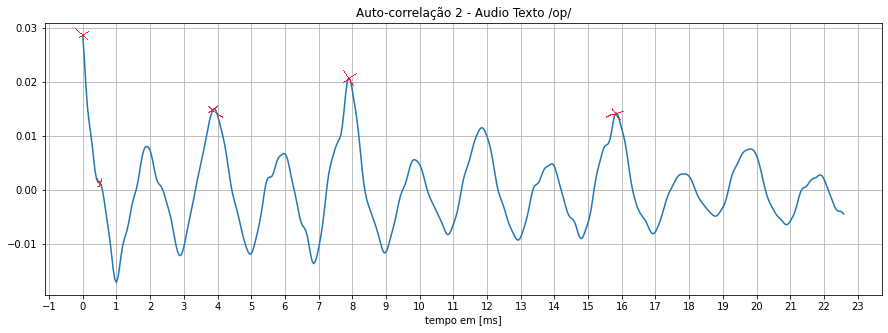 Auto-correlação 2 - Audio Texto /op/
0.03
0.02
0.01
0.00
−0.01
−1 0 1 2 3 4 5 6 7 8 9 10 11 12 13 14 15 16 17 18 19 20 21 22 23
tempo em [ms]